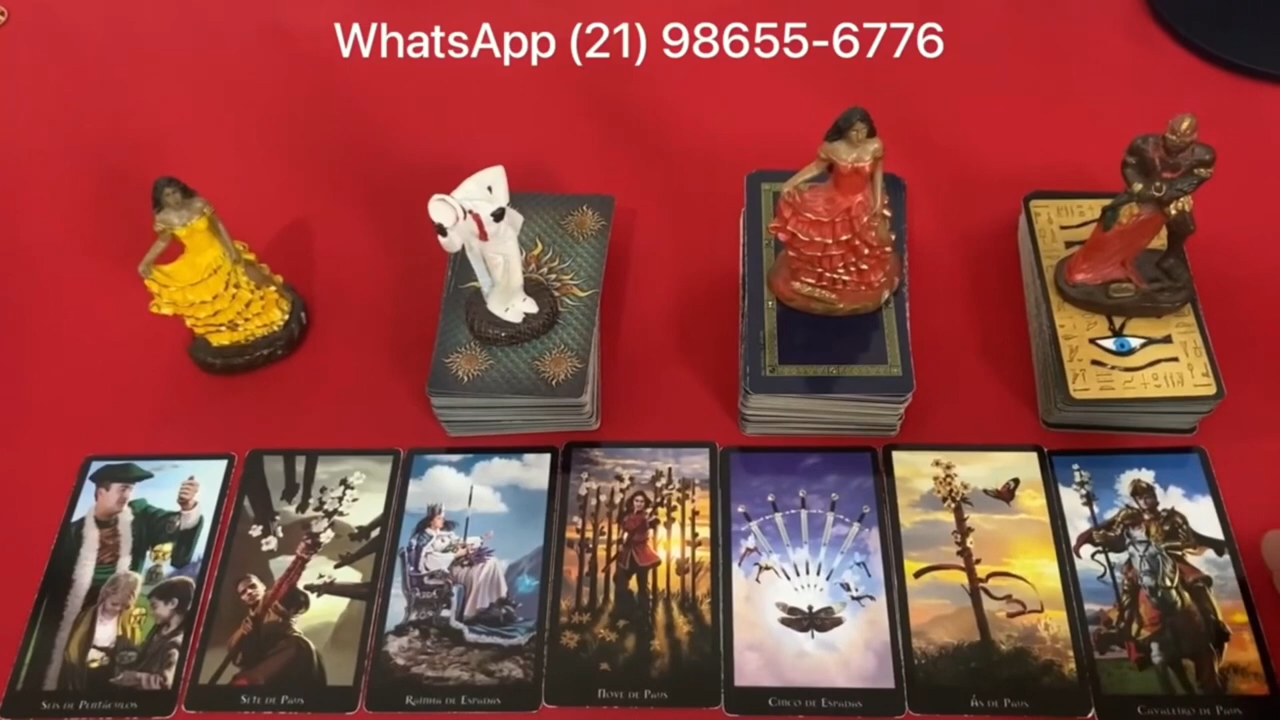 WhatsApp (21) 98655-6776
Seis de Pentáculos
Sete de Paus
Rainha de Espadas
Nove de Paus
Cinco de Espadas
Ás de Paus
Cavaleiro de Paus